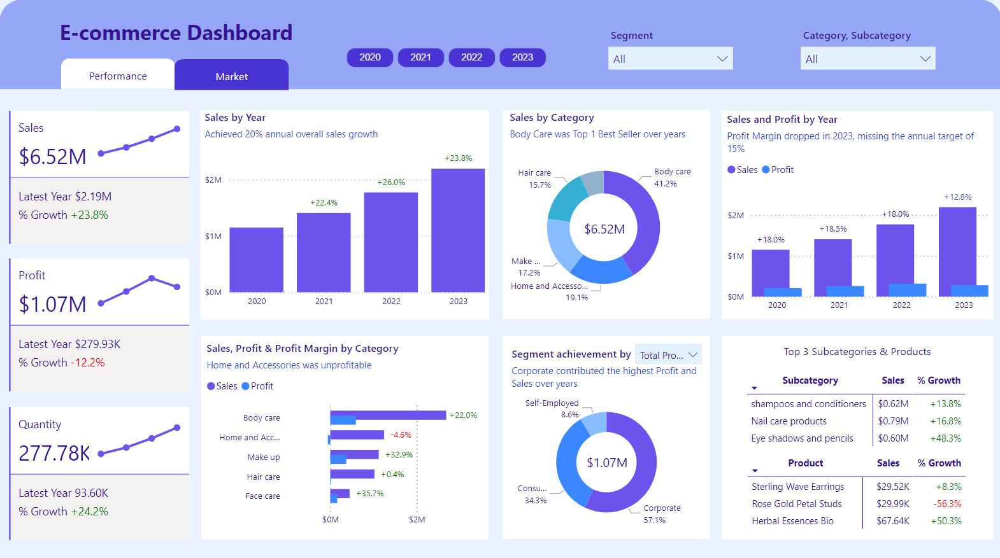 E-commerce Dashboard
Performance
Market
2020
2021
2022
2023
Segment
All
Category, Subcategory
All
Sales
$6.52M
Latest Year $2.19M
% Growth +23.8%
Profit
$1.07M
Latest Year $279.93K
% Growth -12.2%
Quantity
277.78K
Latest Year 93.60K
% Growth +24.2%
Sales by Year
Achieved 20% annual overall sales growth
+23.8%
+26.0%
+22.4%
$2M
$1M
$0M
2020
2021
2022
2023
Sales by Category
Body Care was Top 1 Best Seller over years
Hair care
15.7%
Body care
41.2%
$6.52M
Make ...
17.2%
Home and Accesso...
19.1%
Sales and Profit by Year
Profit Margin dropped in 2023, missing the annual target of
15%
Sales Profit
+12.8%
+18.0%
+18.5%
+18.0%
$2M
$1M
$0M
2020
2021
2022
2023
Sales, Profit & Profit Margin by Category
Home and Accessories was unprofitable
Sales Profit
Body care +22.0%
Home and Acc... -4.6%
Make up +32.9%
Hair care +0.4%
Face care +35.7%
$0M $2M
Segment achievement by Total Pro...
Corporate contributed the highest Profit and
Sales over years
Self-Employed
8.6%
$1.07M
Consu...
34.3%
Corporate
57.1%
Top 3 Subcategories & Products
Subcategory Sales % Growth
shampoos and conditioners $0.62M +13.8%
Nail care products $0.79M +16.8%
Eye shadows and pencils $0.60M +48.3%
Product Sales % Growth
Sterling Wave Earrings $29.52K +8.3%
Rose Gold Petal Studs $29.99K -56.3%
Herbal Essences Bio $67.64K +50.3%